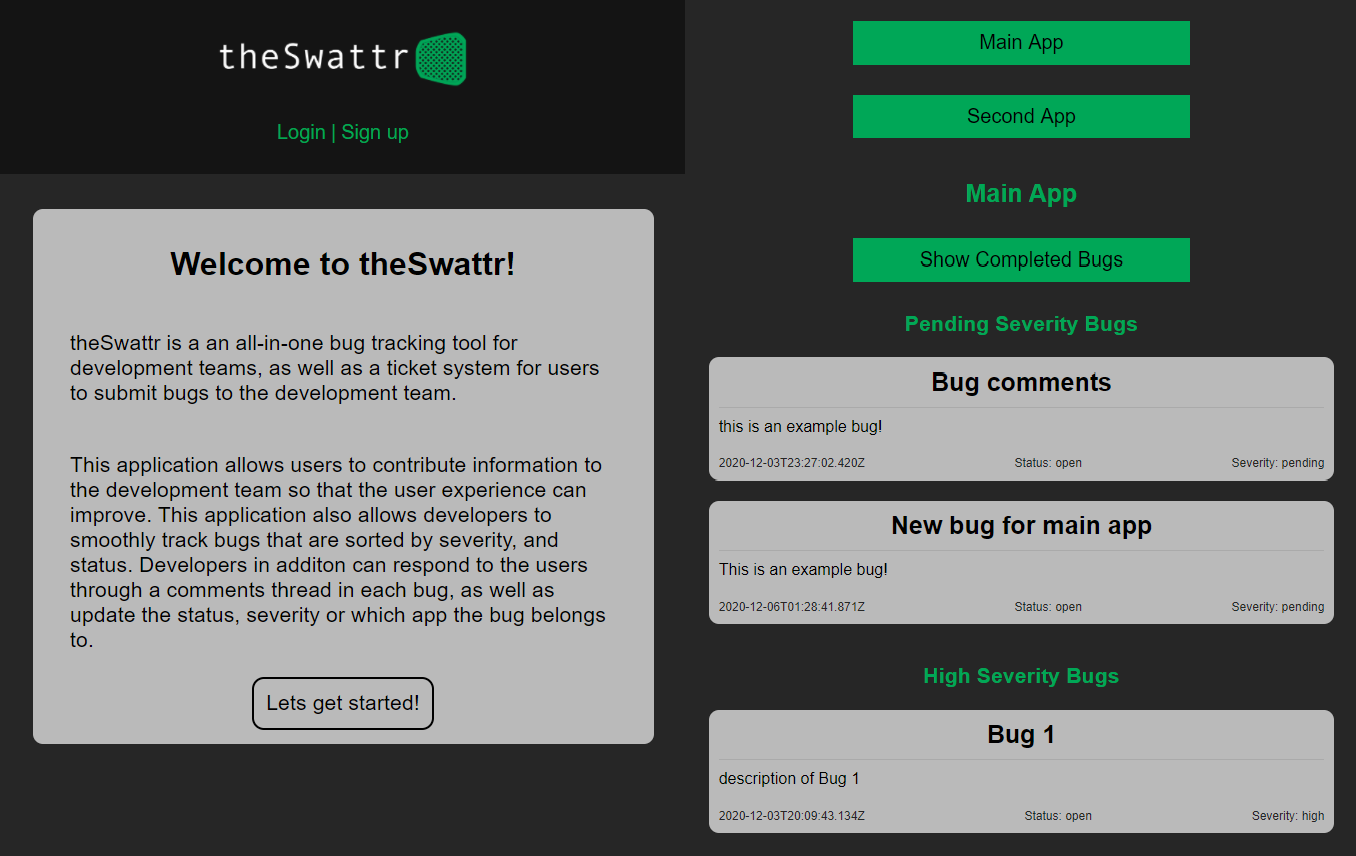 theSwattr
Login | Sign up
Welcome to theSwattr!
theSwattr is a an all-in-one bug tracking tool for
development teams, as well as a ticket system for users
to submit bugs to the development team.
This application allows users to contribute information to
the development team so that the user experience can
improve. This application also allows developers to
smoothly track bugs that are sorted by severity, and
status. Developers in additon can respond to the users
through a comments thread in each bug, as well as
update the status, severity or which app the bug belongs
to.
Lets get started!
Main App
Second App
Main App
Show Completed Bugs
Pending Severity Bugs
Bug comments
this is an example bug!
2020-12-03T23:27:02.420Z Status: open Severity: pending
New bug for main app
This is an example bug!
2020-12-06T01:28:41.871Z Status: open Severity: pending
High Severity Bugs
Bug 1
description of Bug 1
2020-12-03T20:09:43.134Z Status: open Severity: high